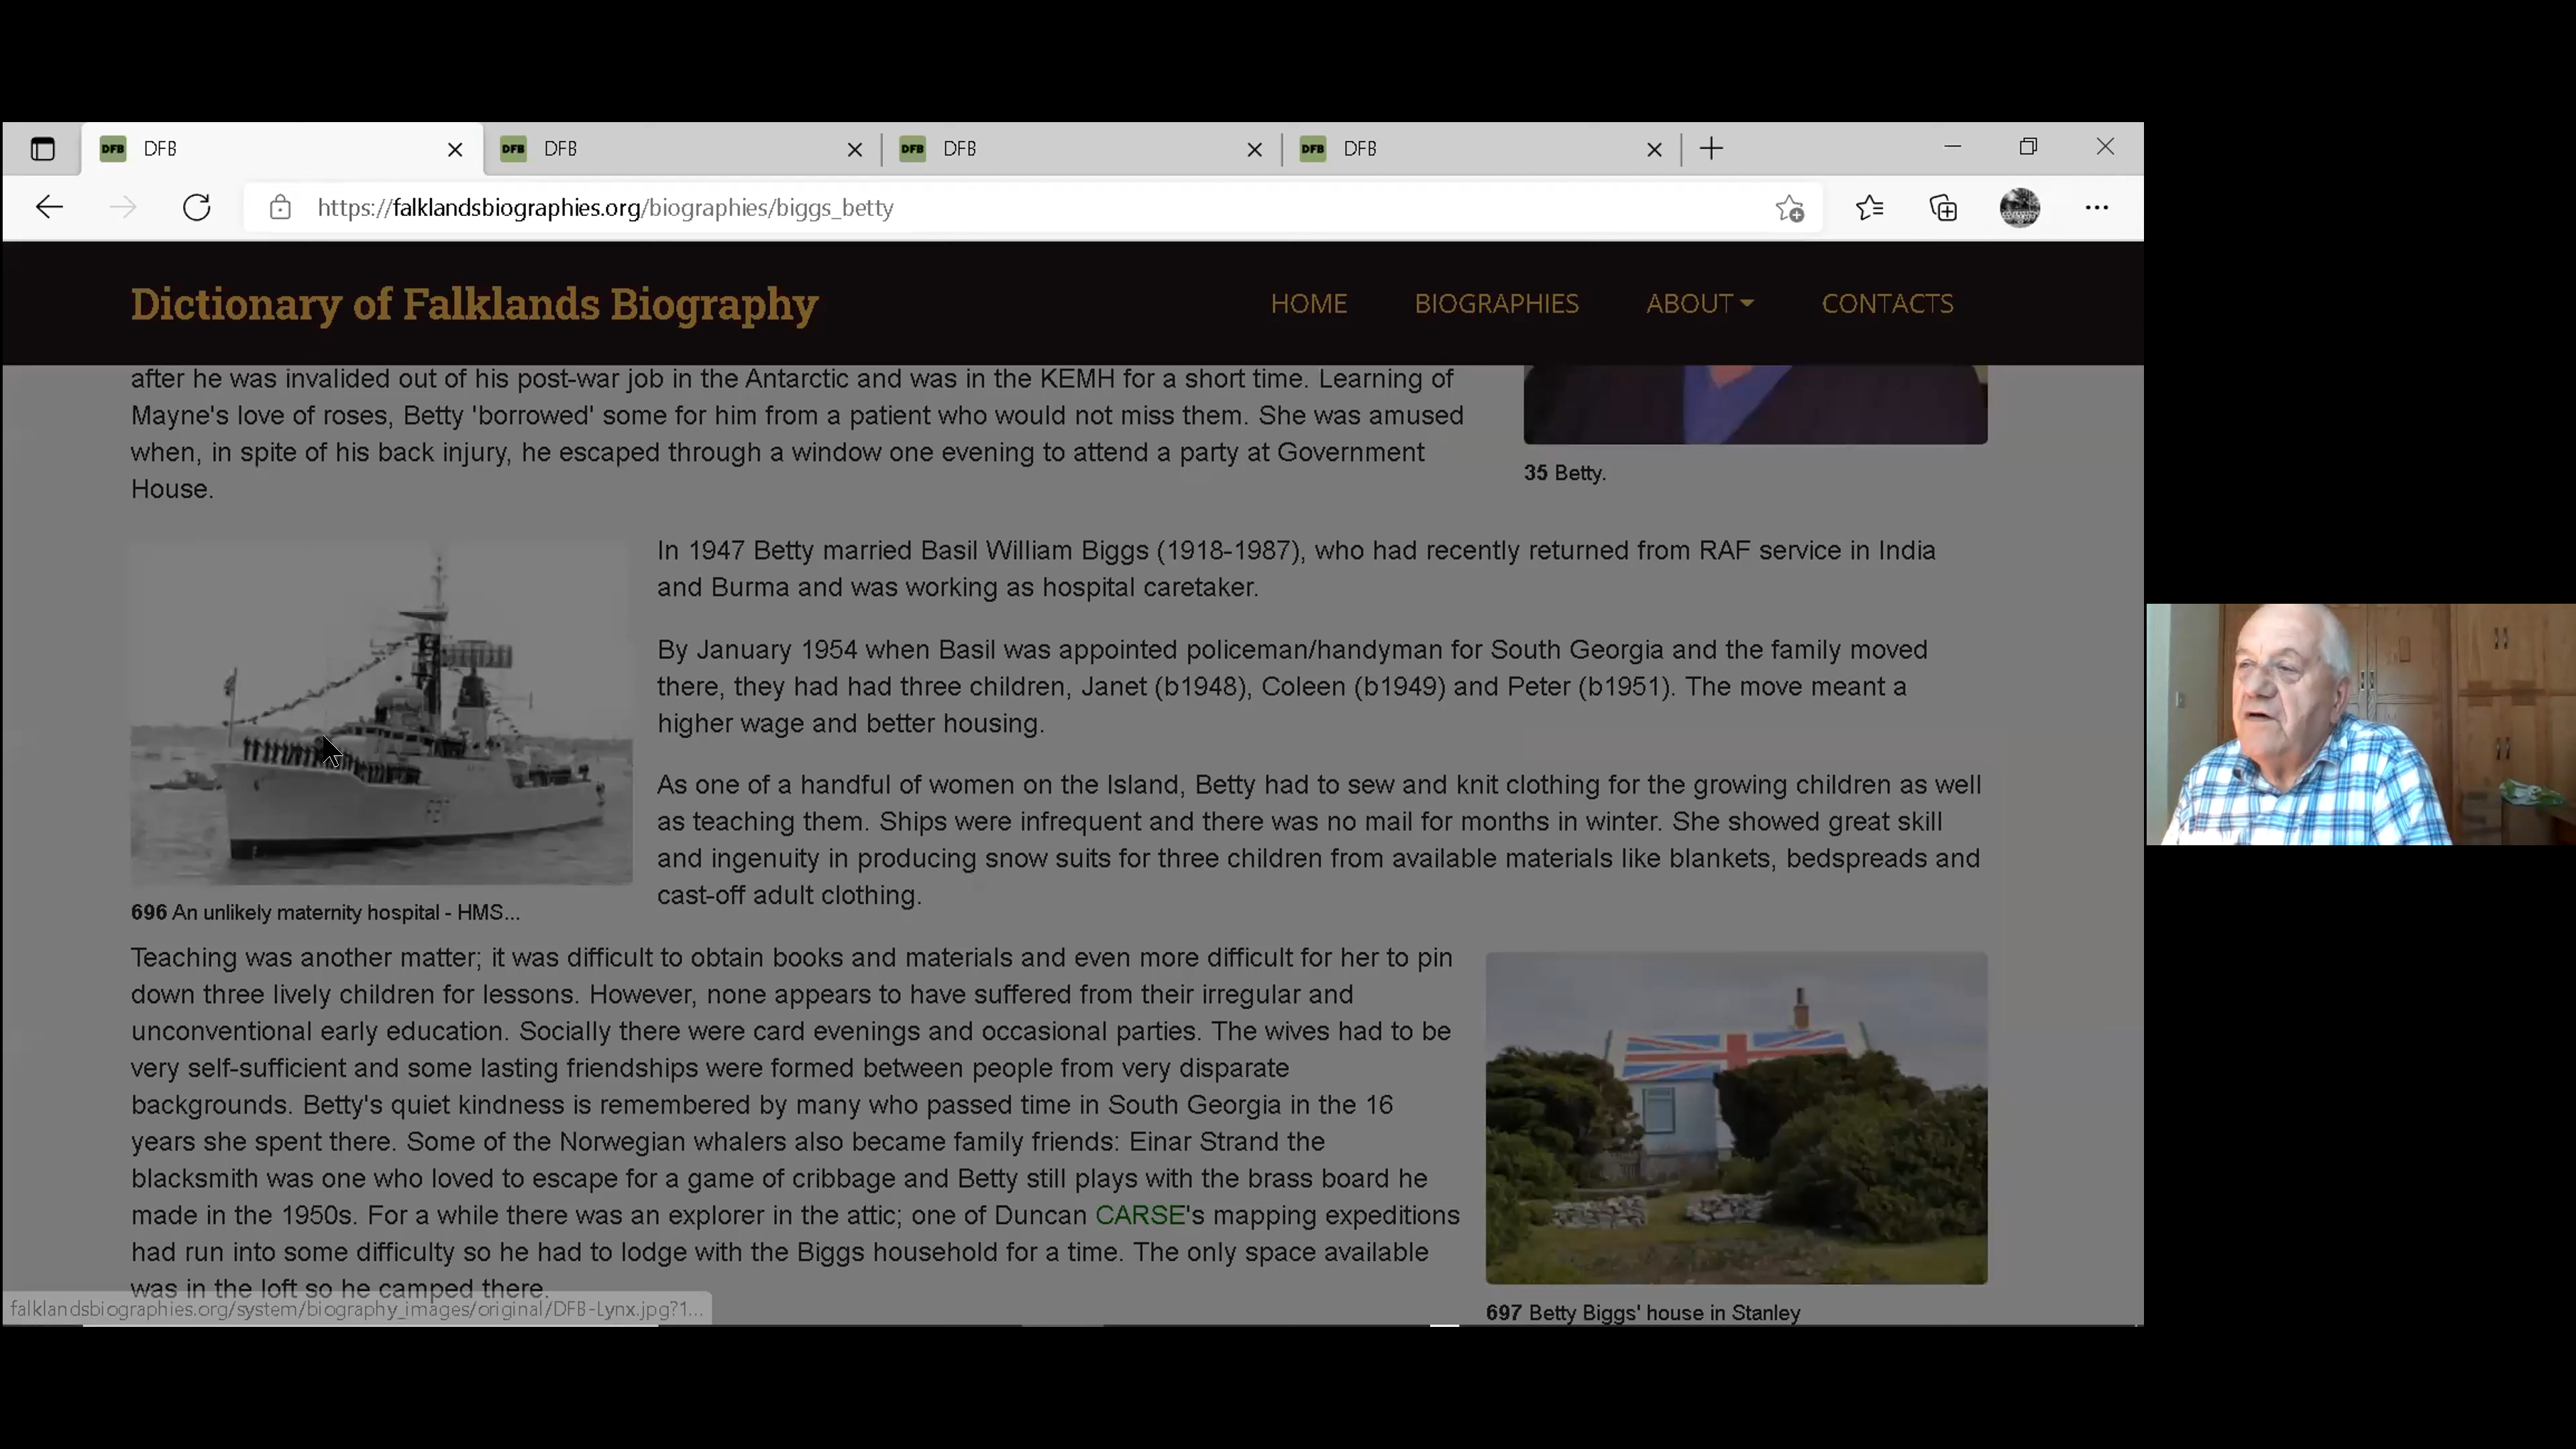 DFB
DFB
DFB
DFB
https://falklandsbiographies.org/biographies/biggs_betty
Dictionary of Falklands Biography
HOME
BIOGRAPHIES
ABOUT
CONTACTS
after he was invalided out of his post-war job in the Antarctic and was in the KEMH for a short time. Learning of
Mayne's love of roses, Betty 'borrowed' some for him from a patient who would not miss them. She was amused
when, in spite of his back injury, he escaped through a window one evening to attend a party at Government
House.
35 Betty.
In 1947 Betty married Basil William Biggs (1918-1987), who had recently returned from RAF service in India
and Burma and was working as hospital caretaker.
By January 1954 when Basil was appointed policeman/handyman for South Georgia and the family moved
there, they had had three children, Janet (b1948), Coleen (b1949) and Peter (b1951). The move meant a
higher wage and better housing.
As one of a handful of women on the Island, Betty had to sew and knit clothing for the growing children as well
as teaching them. Ships were infrequent and there was no mail for months in winter. She showed great skill
and ingenuity in producing snow suits for three children from available materials like blankets, bedspreads and
cast-off adult clothing.
696 An unlikely maternity hospital - HMS...
Teaching was another matter; it was difficult to obtain books and materials and even more difficult for her to pin
down three lively children for lessons. However, none appears to have suffered from their irregular and
unconventional early education. Socially there were card evenings and occasional parties. The wives had to be
very self-sufficient and some lasting friendships were formed between people from very disparate
backgrounds. Betty's quiet kindness is remembered by many who passed time in South Georgia in the 16
years she spent there. Some of the Norwegian whalers also became family friends: Einar Strand the
blacksmith was one who loved to escape for a game of cribbage and Betty still plays with the brass board he
made in the 1950s. For a while there was an explorer in the attic; one of Duncan CARSE's mapping expeditions
had run into some difficulty so he had to lodge with the Biggs household for a time. The only space available
was in the loft so he camped there.
falklandsbiographies.org/system/biography_images/original/DFB-Lynx.jpg?1...
697 Betty Biggs' house in Stanley